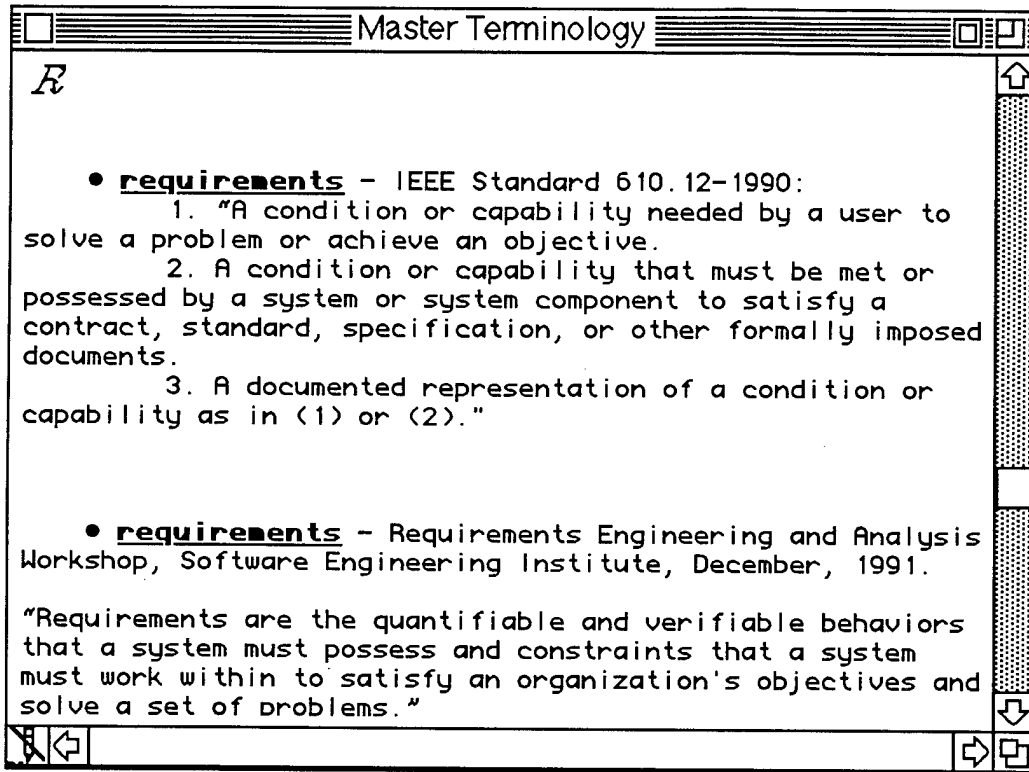 Master Terminology
R
• requirements - IEEE Standard 610.12-1990:
1. "A condition or capability needed by a user to
solve a problem or achieve an objective.
2. A condition or capability that must be met or
possessed by a system or system component to satisfy a
contract, standard, specification, or other formally imposed
documents.
3. A documented representation of a condition or
capability as in (1) or (2)."
• requirements - Requirements Engineering and Analysis
Workshop, Software Engineering Institute, December, 1991.
"Requirements are the quantifiable and verifiable behaviors
that a system must possess and constraints that a system
must work within to satisfy an organization's objectives and
solve a set of problems."